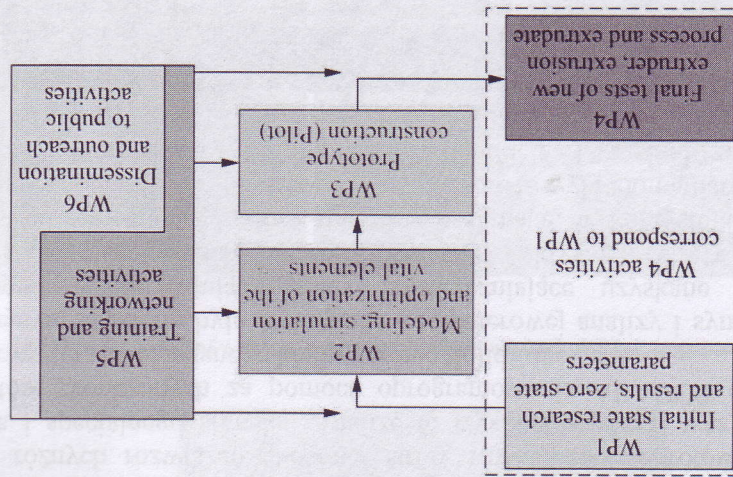 WP1
Initial state research
and results, zero-state
parameters
WP4 activities
correspond to WP1
WP4
Final tests of new
extruder, extrusion
process and extrudate
WP2
Modeling, simulation
and optimization of the
vital elements
WP3
Prototype
construction (Pilot)
WP5
Training and
networking
activities
WP6
Dissemination
and outreach
to public
activities